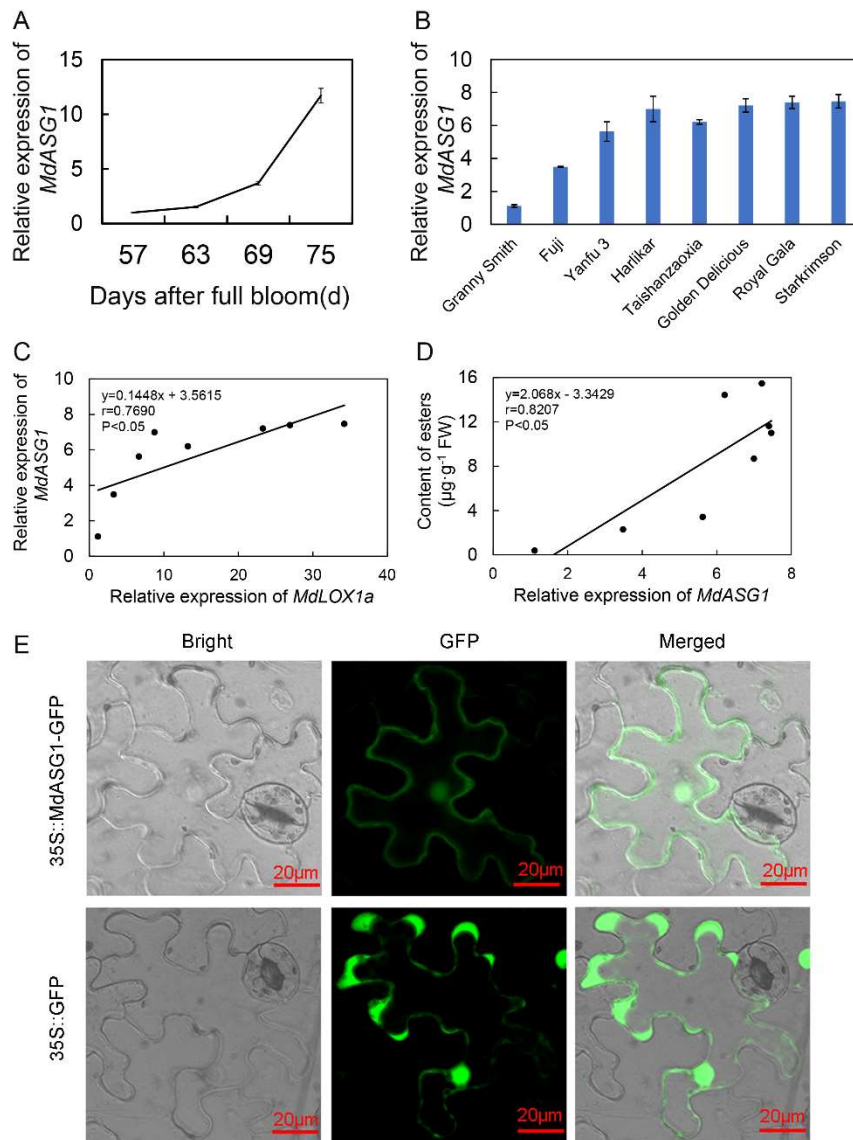 A
Relative expression of
MdASG1
15
10
5
0
57 63 69 75
Days after full bloom(d)
B
Relative expression of
MdASG1
10
8
6
4
2
0
Granny Smith
Fuji
Yanfu 3
Harlikar
Taishanzaoxia
Golden Delicious
Royal Gala
Starkrimson
C
Relative expression of
MdASG1
10
8
6
4
2
0
y=0.1448x + 3.5615
r=0.7690
P<0.05
0 10 20 30 40
Relative expression of MdLOX1a
D
Content of esters
(µg·g⁻¹ FW)
16
12
8
4
0
y=2.068x - 3.3429
r=0.8207
P<0.05
0 2 4 6 8
Relative expression of MdASG1
E
Bright GFP Merged
35S::MdASG1-GFP
20µm 20µm 20µm
35S::GFP
20µm 20µm 20µm